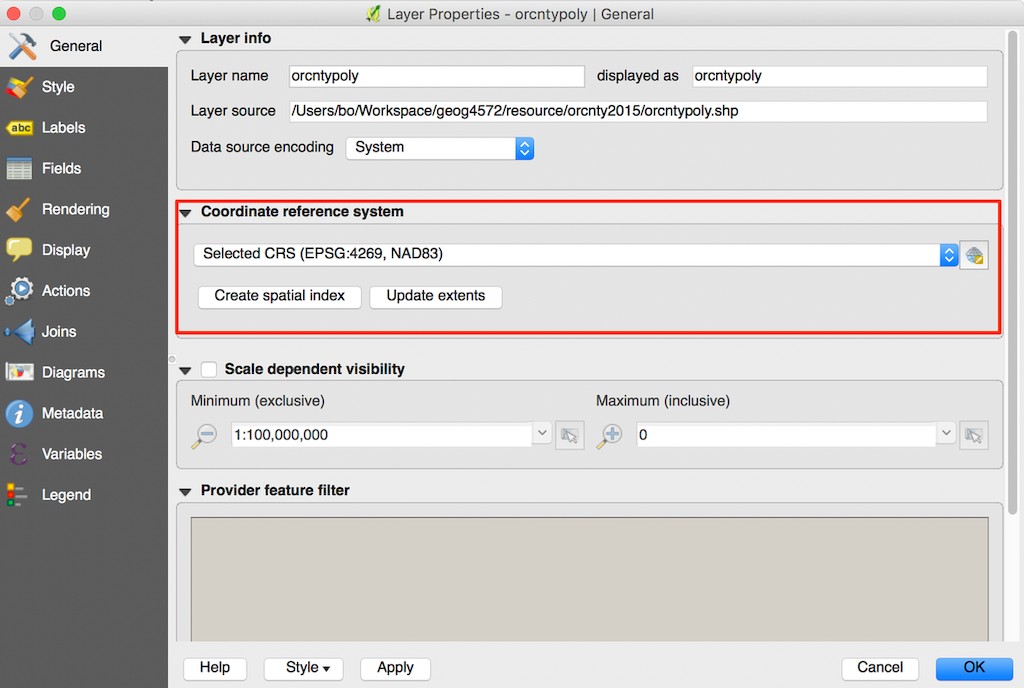 Layer Properties - orcntypoly | General
General
Style
Labels
Fields
Rendering
Display
Actions
Joins
Diagrams
Metadata
Variables
Legend
abc
Layer info
Layer name orcntypoly displayed as orcntypoly
Layer source /Users/bo/Workspace/geog4572/resource/orcnty2015/orcntypoly.shp
Data source encoding System
Coordinate reference system
Selected CRS (EPSG:4269, NAD83)
Create spatial index Update extents
Scale dependent visibility
Minimum (exclusive) Maximum (inclusive)
1:100,000,000 0
Provider feature filter
Help Style Apply Cancel OK